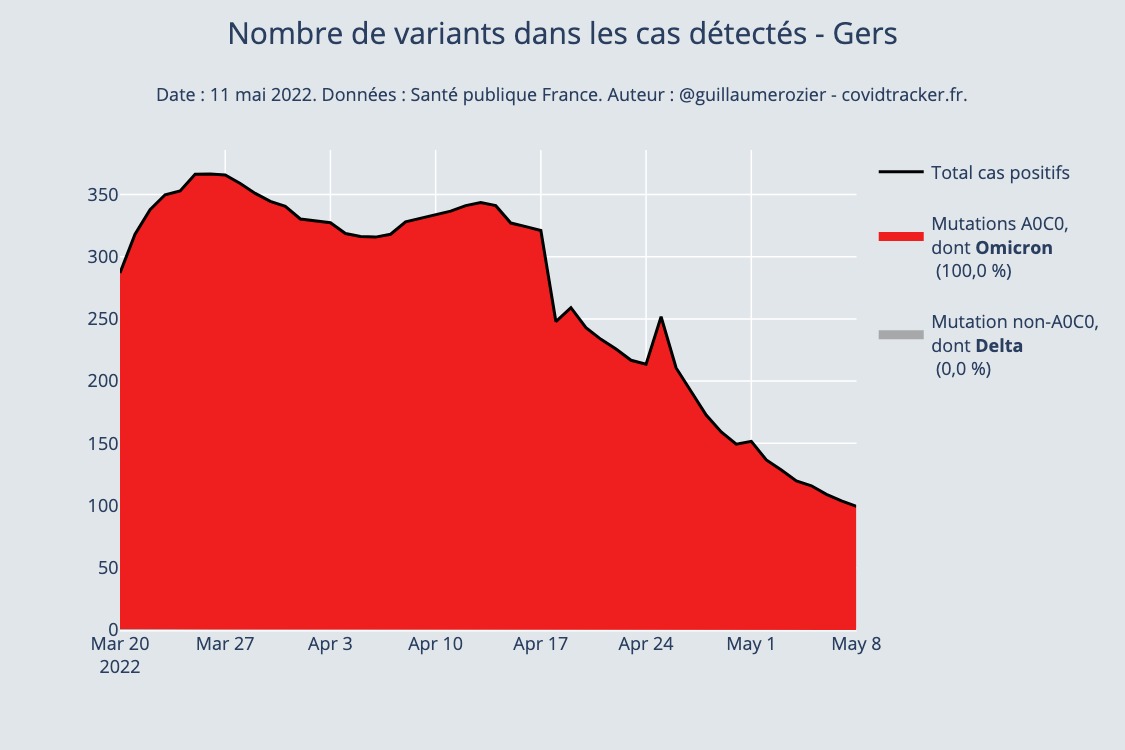 Nombre de variants dans les cas détectés - Gers
Date : 11 mai 2022. Données : Santé publique France. Auteur : @guillaumerozier - covidtracker.fr.
Total cas positifs
Mutations A0C0,
dont Omicron
(100,0 %)
Mutation non-A0C0,
dont Delta
(0,0 %)
350
300
250
200
150
100
50
0
Mar 20 Mar 27 Apr 3 Apr 10 Apr 17 Apr 24 May 1 May 8
2022